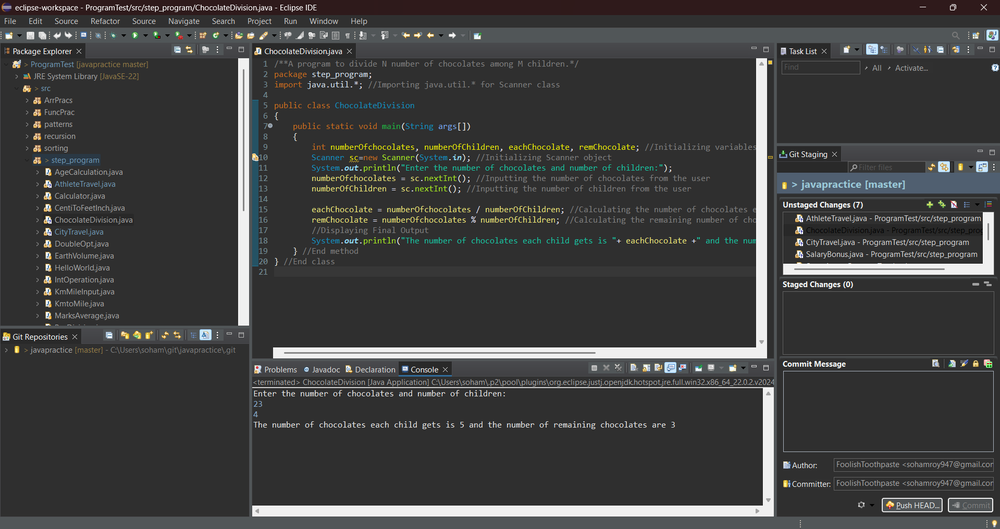 eclipse-workspace - ProgramTest/src/step_program/ChocolateDivision.java - Eclipse IDE
File Edit Source Refactor Source Navigate Search Project Run Window Help
Package Explorer
> ProgramTest [javapractice master]
JRE System Library [JavaSE-22]
> src
ArrPracs
FuncPrac
patterns
recursion
sorting
> step_program
AgeCalculation.java
AthleteTravel.java
Calculator.java
CentiToFeetInch.java
ChocolateDivision.java
CityTravel.java
DoubleOpt.java
EarthVolume.java
HelloWorld.java
IntOperation.java
KmMileInput.java
KmtoMile.java
MarksAverage.java
Git Repositories
> javapractice [master] - C:\Users\soham\git\javapractice\.git
ChocolateDivision.java
1 /**A program to divide N number of chocolates among M children.*/
2 package step_program;
3 import java.util.*; //Importing java.util.* for Scanner class
4
5 public class ChocolateDivision
6 {
7 public static void main(String args[])
8 {
9 int numberOfchocolates, numberOfChildren, eachChocolate, remChocolate; //Initializing variables
10 Scanner sc=new Scanner(System.in); //Initializing Scanner object
11 System.out.println("Enter the number of chocolates and number of children:");
12 numberOfchocolates = sc.nextInt(); //Inputting the number of chocolates from the user
13 numberOfChildren = sc.nextInt(); //Inputting the number of children from the user
14
15 eachChocolate = numberOfchocolates / numberOfChildren; //Calculating the number of chocolates e
16 remChocolate = numberOfchocolates % numberOfChildren; //Calculating the remaining number of cho
17 //Displaying Final Output
18 System.out.println("The number of chocolates each child gets is "+ eachChocolate +" and the num
19 } //End method
20 } //End class
21
Problems Javadoc Declaration Console
<terminated> ChocolateDivision [Java Application] C:\Users\soham\.p2\pool\plugins\org.eclipse.justj.openjdk.hotspot.jre.full.win32.x86_64_22.0.2.v2024
Enter the number of chocolates and number of children:
23
4
The number of chocolates each child gets is 5 and the number of remaining chocolates are 3
Task List
Find All Activate...
Git Staging
Filter files
> javapractice [master]
Unstaged Changes (7)
AthleteTravel.java - ProgramTest/src/step_program
ChocolateDivision.java - ProgramTest/src/step_prog
CityTravel.java - ProgramTest/src/step_program
SalaryBonus.java - ProgramTest/src/step_program
Staged Changes (0)
Commit Message
Author: FoolishToothpaste <sohamroy947@gmail.cor
Committer: FoolishToothpaste <sohamroy947@gmail.cor
Push HEAD... Commit